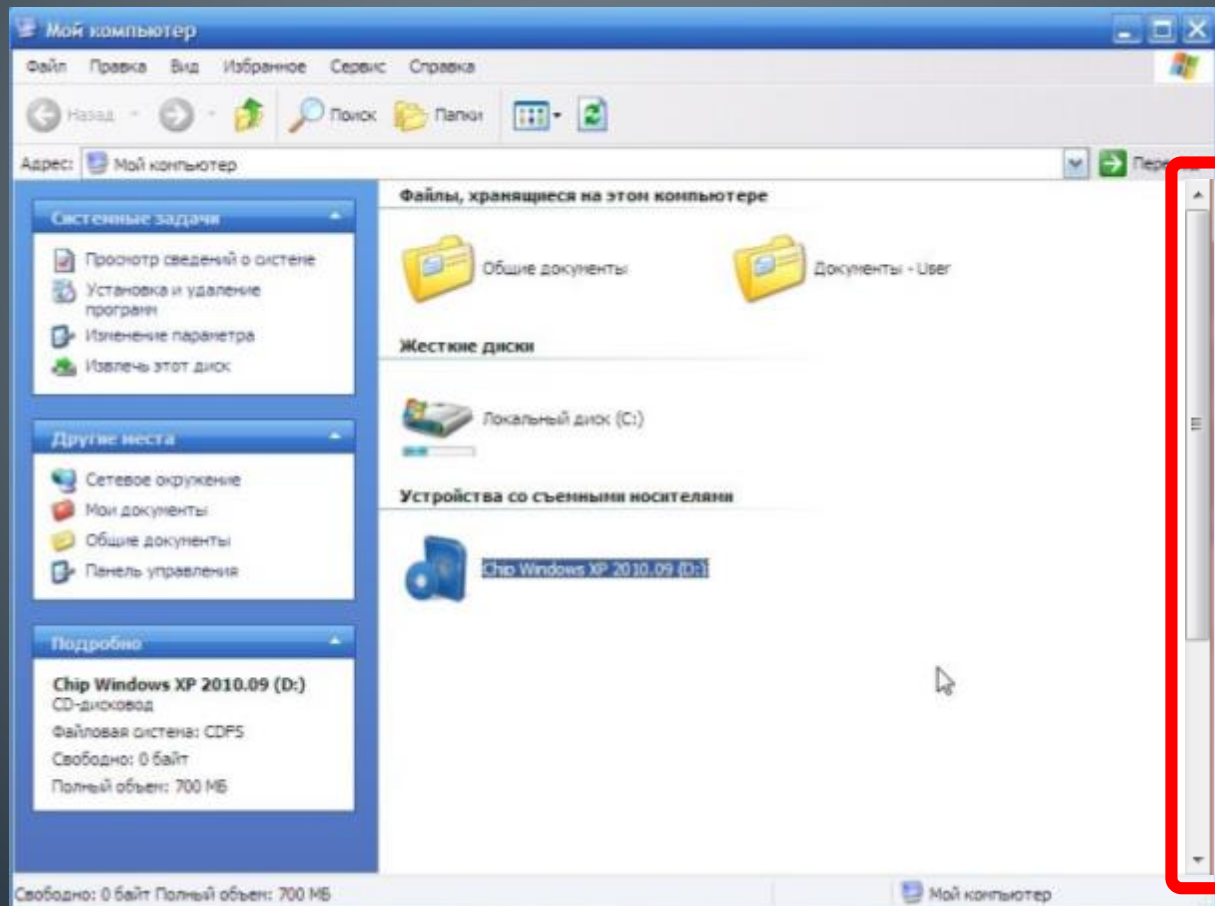 Мой компьютер
Файл Правка Вид Избранное Сервис Справка
Назад Поиск Папки
Адрес: Мой компьютер
Системные задачи
Просмотр сведений о системе
Установка и удаление
программ
Изменение параметра
Извлечь этот диск
Другие места
Сетевое окружение
Мои документы
Общие документы
Панель управления
Подробно
Chip Windows XP 2010.09 (D:)
CD-дисковод
Файловая система: CDFS
Свободно: 0 байт
Полный объем: 700 МБ
Файлы, хранящиеся на этом компьютере
Общие документы
Документы - User
Жесткие диски
Локальный диск (C:)
Устройства со съемными носителями
Chip Windows XP 2010.09 (D:)
Свободно: 0 байт Полный объем: 700 МБ
Мой компьютер